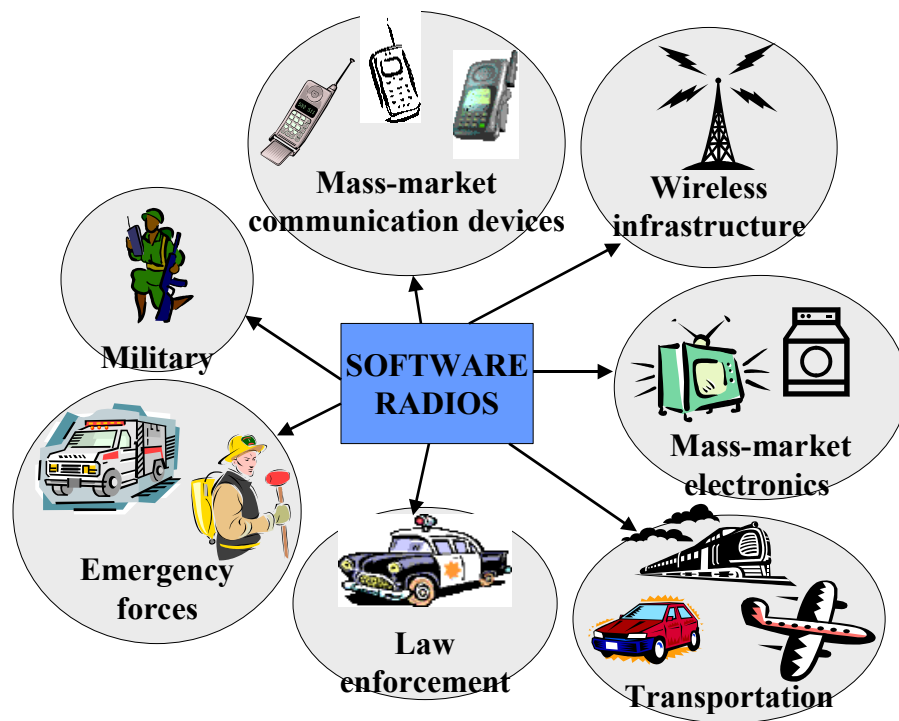 Mass-market
communication devices
Wireless
infrastructure
Military
SOFTWARE
RADIOS
Mass-market
electronics
Emergency
forces
Law
enforcement
Transportation